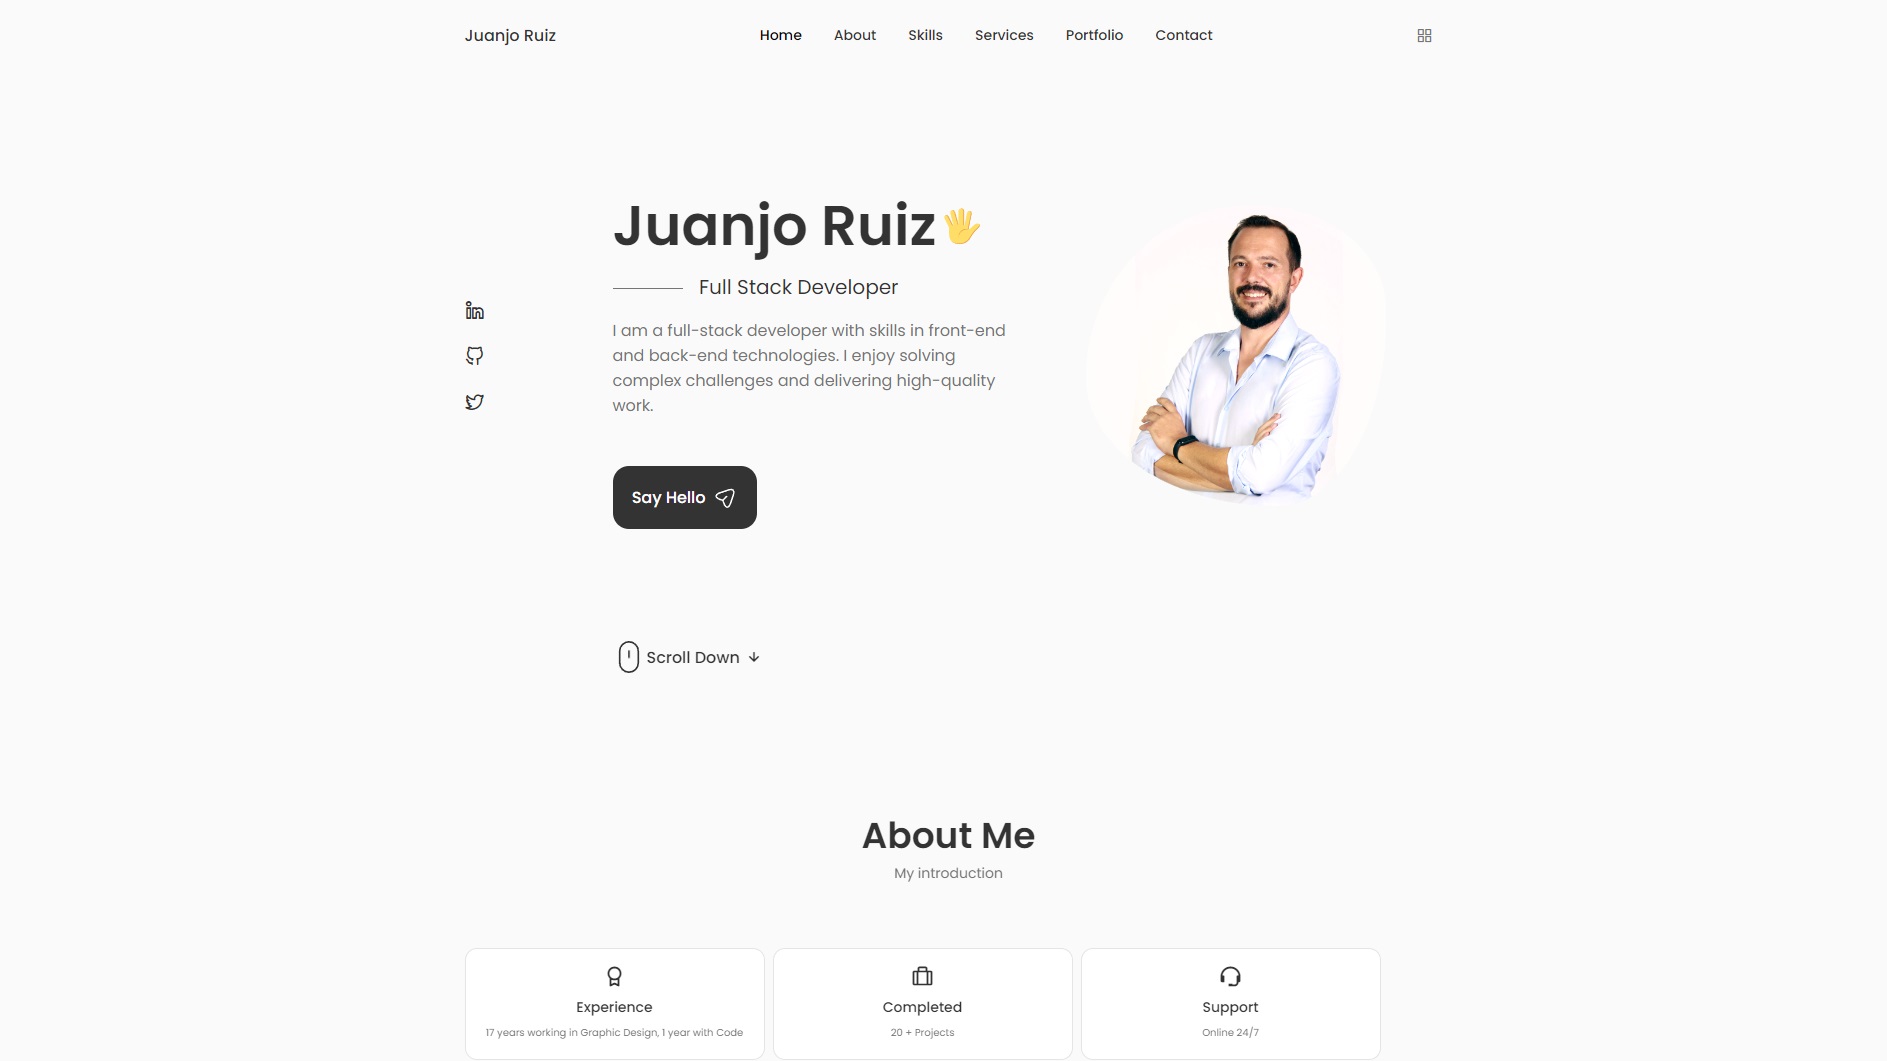 Juanjo Ruiz
Home
About
Skills
Services
Portfolio
Contact
Juanjo Ruiz
Full Stack Developer
I am a full-stack developer with skills in front-end
and back-end technologies. I enjoy solving
complex challenges and delivering high-quality
work.
Say Hello
Scroll Down
About Me
My introduction
Experience
17 years working in Graphic Design, 1 year with Code
Completed
20 + Projects
Support
Online 24/7